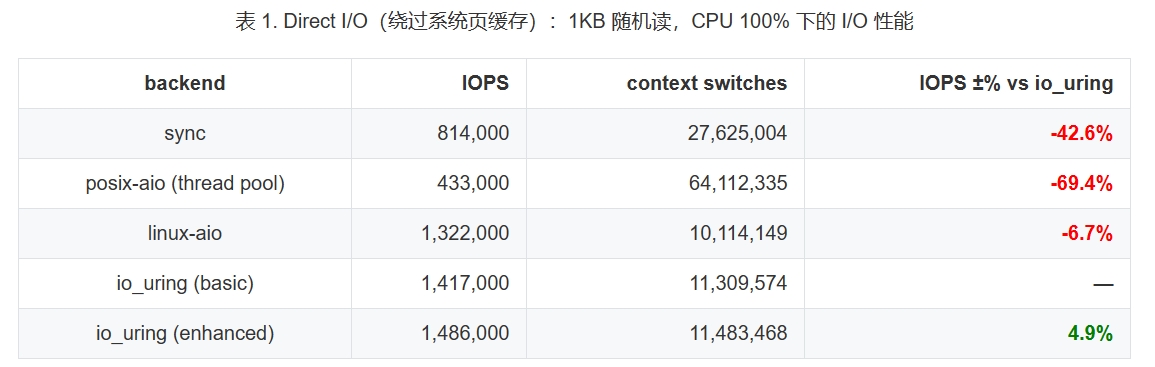 表 1. Direct I/O（绕过系统页缓存）：1KB 随机读，CPU 100% 下的 I/O 性能
backend IOPS context switches IOPS ±% vs io_uring
sync 814,000 27,625,004 -42.6%
posix-aio (thread pool) 433,000 64,112,335 -69.4%
linux-aio 1,322,000 10,114,149 -6.7%
io_uring (basic) 1,417,000 11,309,574 —
io_uring (enhanced) 1,486,000 11,483,468 4.9%